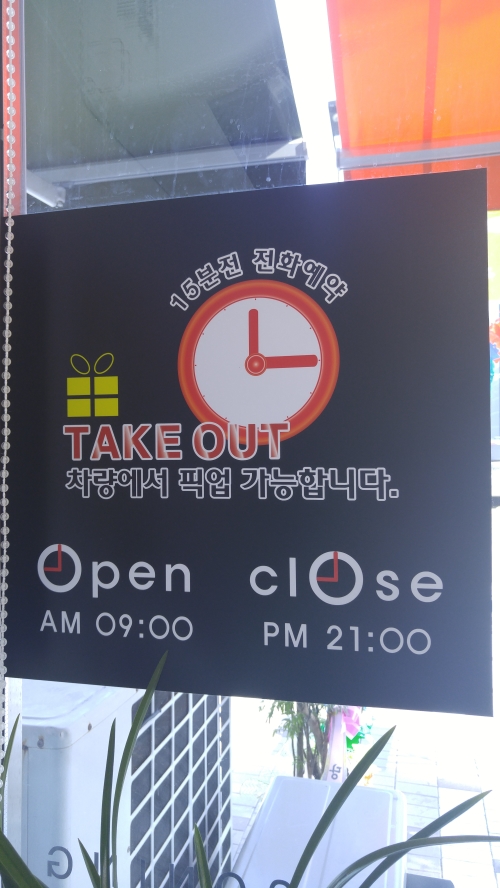 15분전 전화예약
TAKE OUT
차량에서 픽업 가능합니다.
Open clOse
AM 09:00 PM 21:00